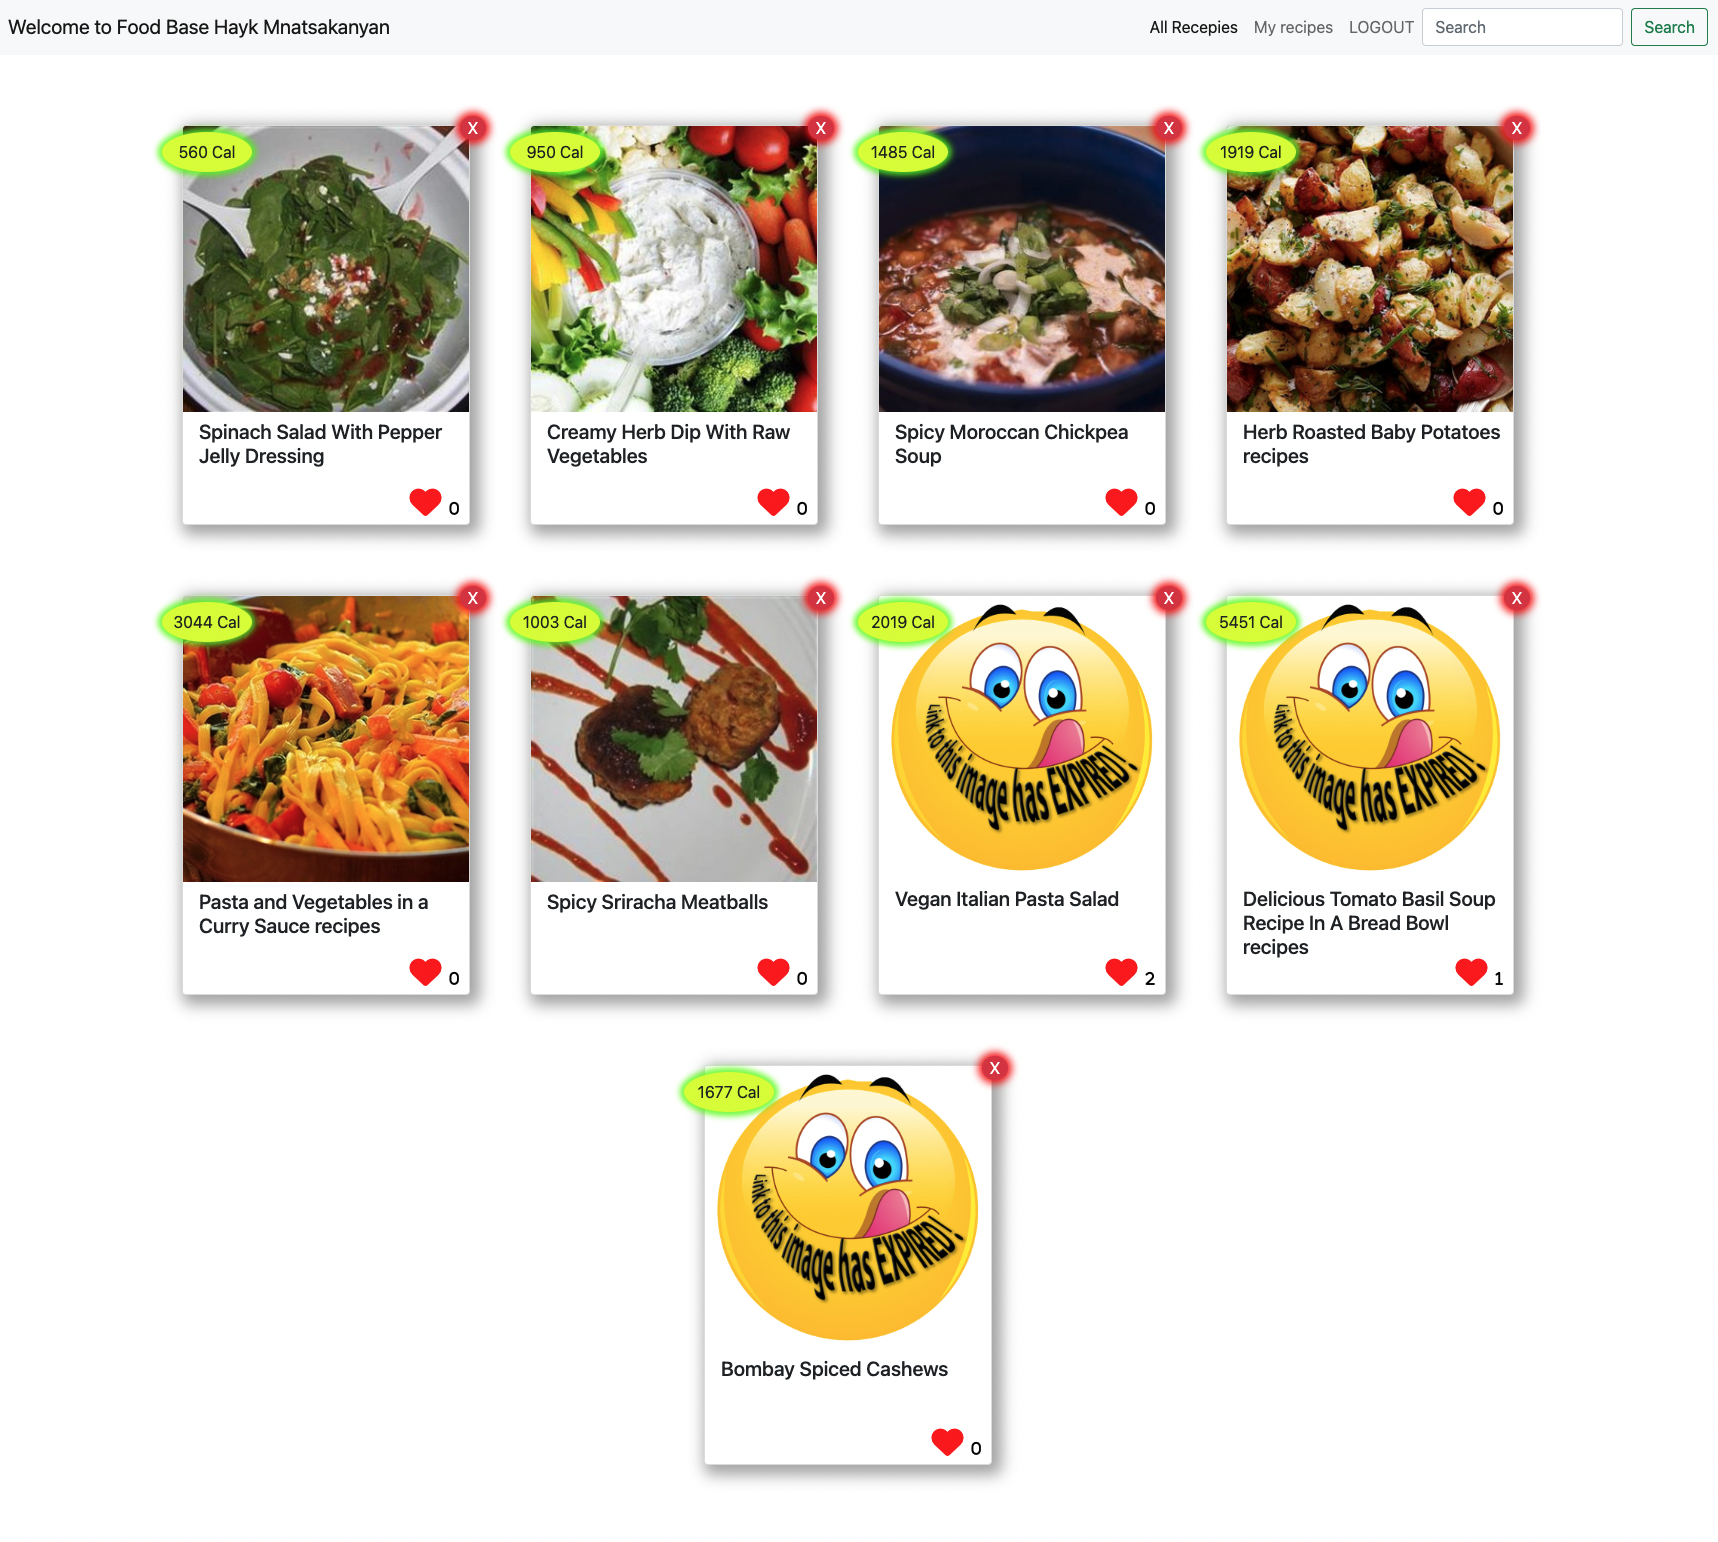 Welcome to Food Base Hayk Mnatsakanyan
All Recepies
My recipes
LOGOUT
Search
Search
560 Cal
X
Spinach Salad With Pepper
Jelly Dressing
0
950 Cal
X
Creamy Herb Dip With Raw
Vegetables
0
1485 Cal
X
Spicy Moroccan Chickpea
Soup
0
1919 Cal
X
Herb Roasted Baby Potatoes
recipes
0
3044 Cal
X
Pasta and Vegetables in a
Curry Sauce recipes
0
1003 Cal
X
Spicy Sriracha Meatballs
0
2019 Cal
X
Link to this image has EXPIRED!
Vegan Italian Pasta Salad
2
5451 Cal
X
Link to this image has EXPIRED!
Delicious Tomato Basil Soup
Recipe In A Bread Bowl
recipes
1
1677 Cal
X
Link to this image has EXPIRED!
Bombay Spiced Cashews
0